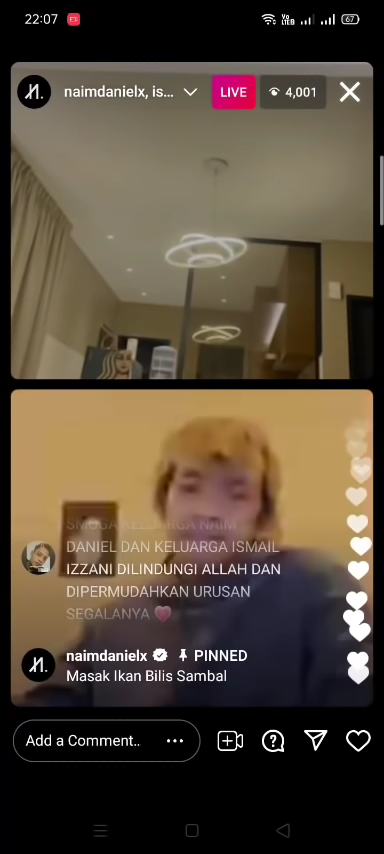 22:07
67
naimdanielx, is...
LIVE
4,001
SMOGA KELUARGA NAIM
DANIEL DAN KELUARGA ISMAIL
IZZANI DILINDUNGI ALLAH DAN
DIPERMUDAHKAN URUSAN
SEGALANYA
naimdanielx PINNED
Masak Ikan Bilis Sambal
Add a Comment..